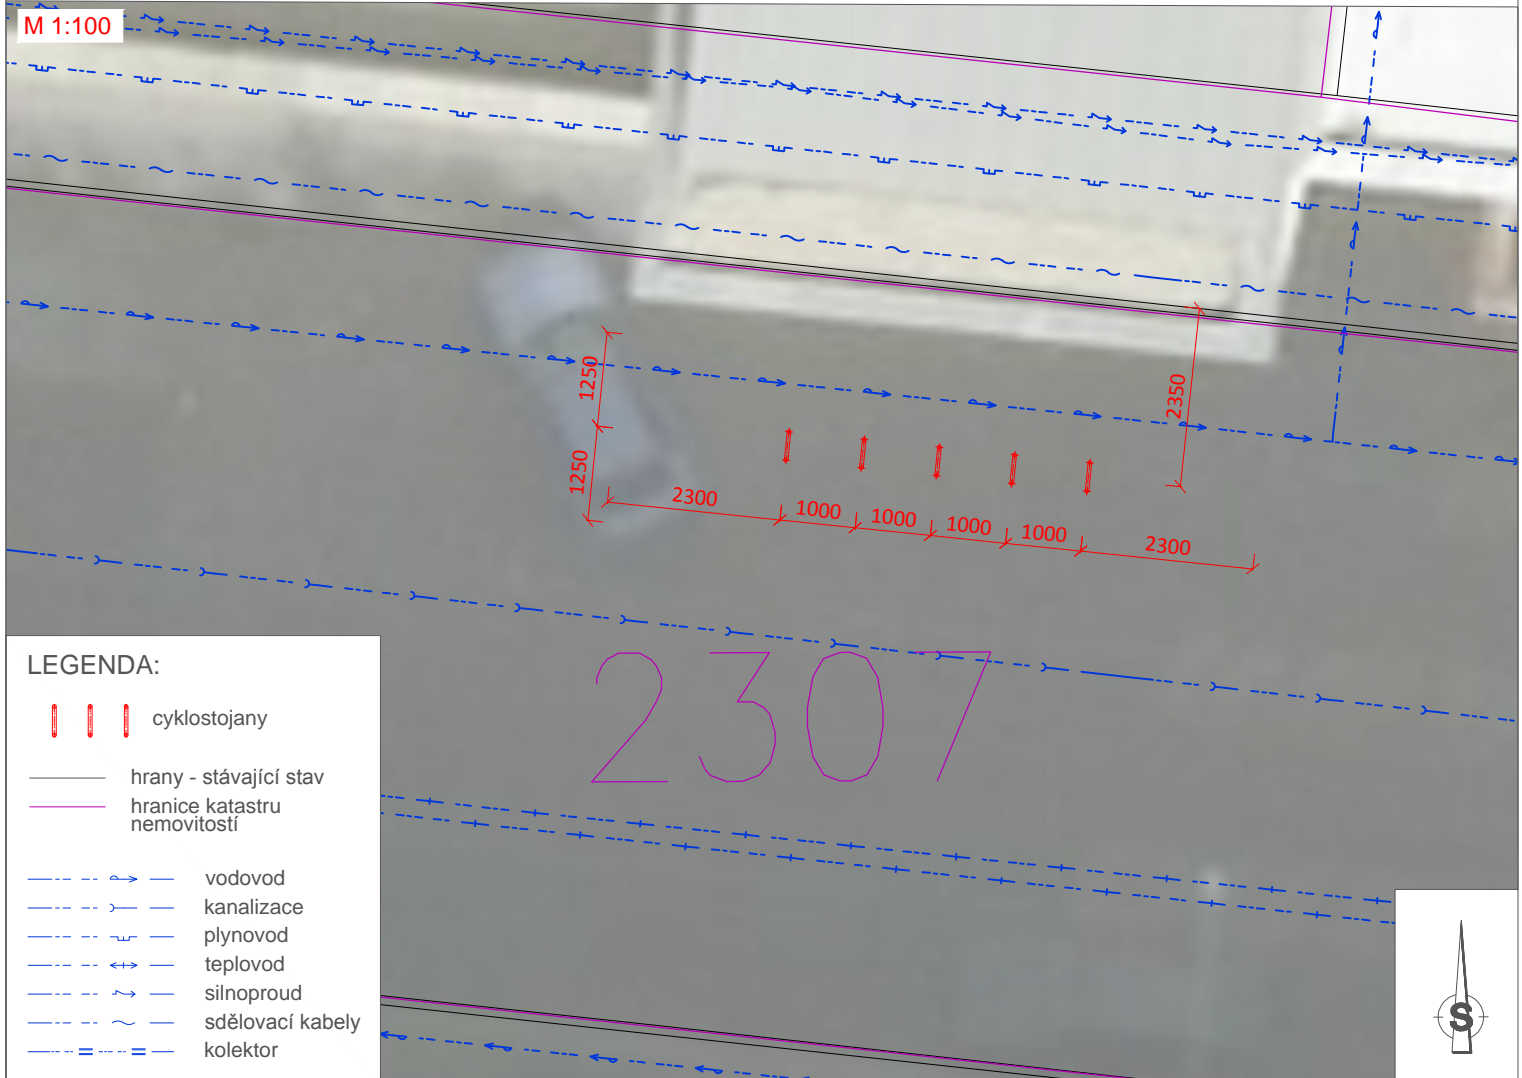 M 1:100
1250
1250
2350
2300
1000
1000
1000
1000
2300
2307
LEGENDA:
cyklostojany
hrany - stávající stav
hranice katastru
nemovitostí
vodovod
kanalizace
plynovod
teplovod
silnoproud
sdělovací kabely
kolektor
S